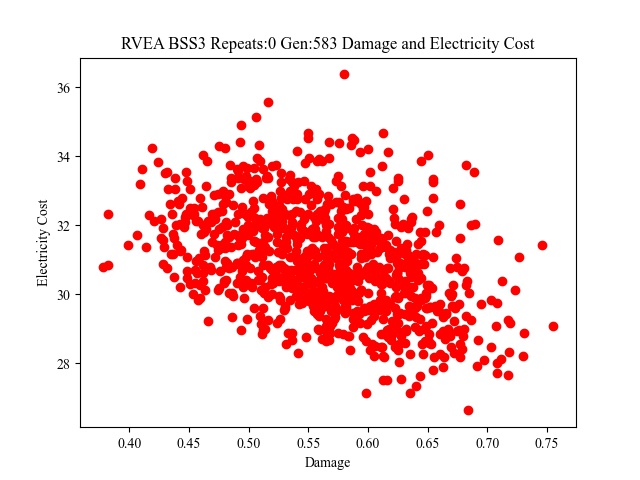 RVEA BSS3 Repeats:0 Gen:583 Damage and Electricity Cost
36
34
32
30
28
Electricity Cost
0.40 0.45 0.50 0.55 0.60 0.65 0.70 0.75
Damage